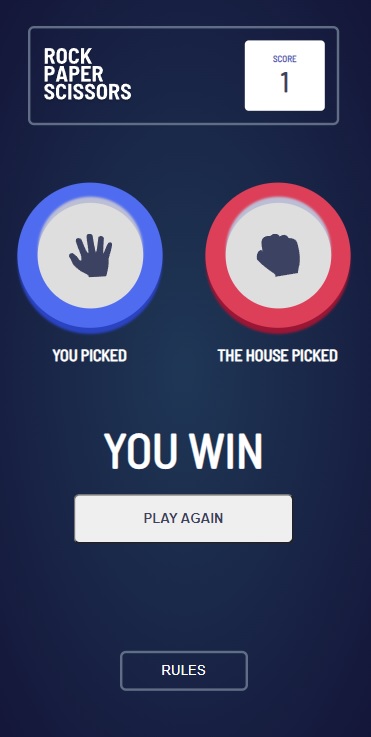 ROCK
PAPER
SCISSORS
SCORE
1
YOU PICKED
THE HOUSE PICKED
YOU WIN
PLAY AGAIN
RULES